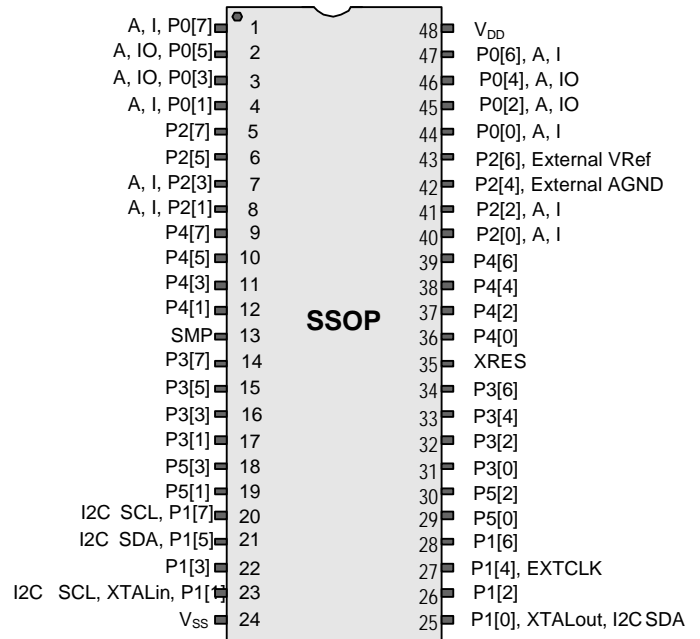 A, I, P0[7] 1 48 VDD
A, IO, P0[5] 2 47 P0[6], A, I
A, IO, P0[3] 3 46 P0[4], A, IO
A, I, P0[1] 4 45 P0[2], A, IO
P2[7] 5 44 P0[0], A, I
P2[5] 6 43 P2[6], External VRef
A, I, P2[3] 7 42 P2[4], External AGND
A, I, P2[1] 8 41 P2[2], A, I
P4[7] 9 40 P2[0], A, I
P4[5] 10 39 P4[6]
P4[3] 11 38 P4[4]
P4[1] 12 37 P4[2]
SSOP
SMP 13 36 P4[0]
P3[7] 14 35 XRES
P3[5] 15 34 P3[6]
P3[3] 16 33 P3[4]
P3[1] 17 32 P3[2]
P5[3] 18 31 P3[0]
P5[1] 19 30 P5[2]
I2C SCL, P1[7] 20 29 P5[0]
I2C SDA, P1[5] 21 28 P1[6]
P1[3] 22 27 P1[4], EXTCLK
I2C SCL, XTALin, P1[1] 23 26 P1[2]
VSS 24 25 P1[0], XTALout, I2C SDA